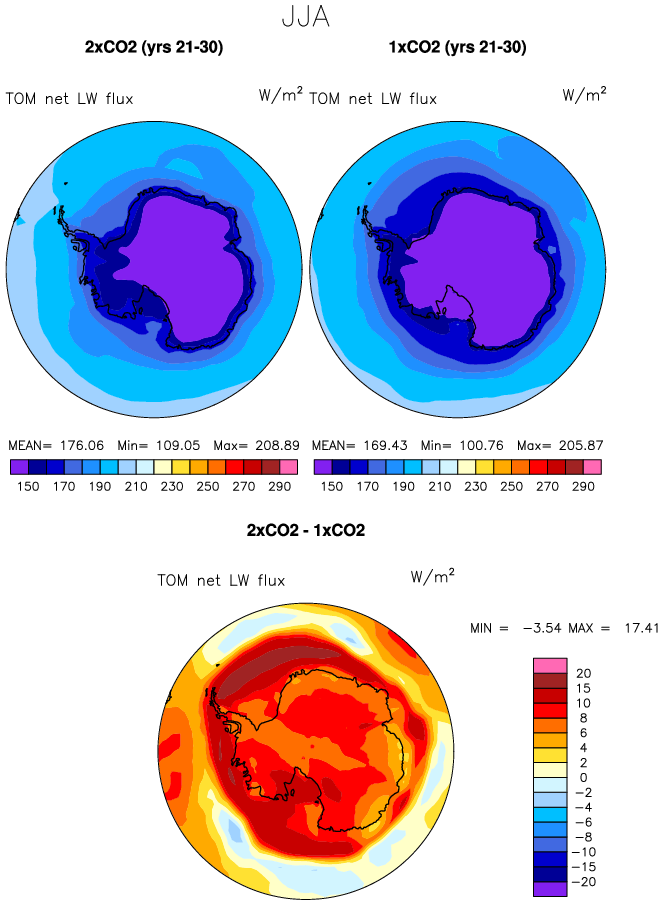 JJA
2xCO2 (yrs 21-30) 1xCO2 (yrs 21-30)
TOM net LW flux W/m² TOM net LW flux W/m²
MEAN= 176.06 Min= 109.05 Max= 208.89 MEAN= 169.43 Min= 100.76 Max= 205.87
150 170 190 210 230 250 270 290 150 170 190 210 230 250 270 290
2xCO2 - 1xCO2
TOM net LW flux W/m²
MIN = -3.54 MAX = 17.41
20
15
10
8
6
4
2
0
-2
-4
-6
-8
-10
-15
-20